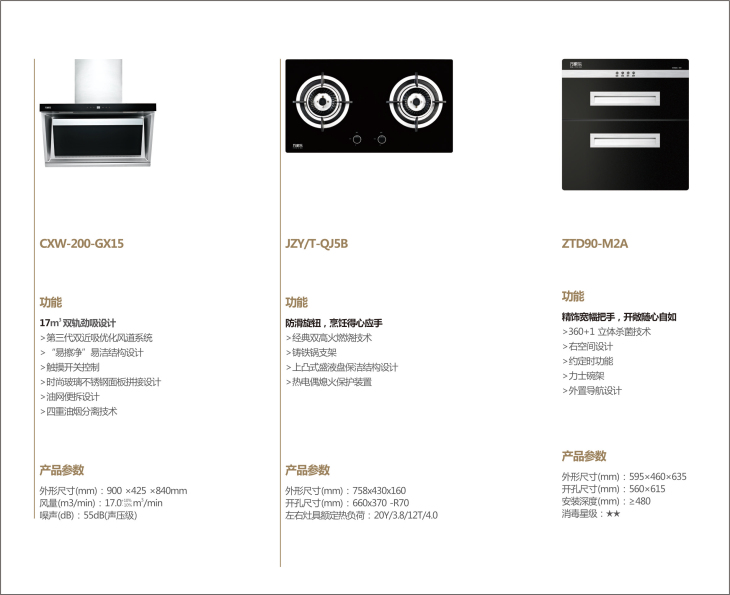 CXW-200-GX15
功能
17m³ 双轨劲吸设计
>第三代双近吸优化风道系统
>“易擦净”易洁结构设计
>触摸开关控制
>时尚玻璃不锈钢面板拼接设计
>油网便拆设计
>四重油烟分离技术
产品参数
外形尺寸(mm)：900 ×425 ×840mm
风量(m3/min)：17.0 m³/min
噪声(dB)：55dB(声压级)
JZY/T-QJ5B
功能
防滑旋钮，烹饪得心应手
>经典双高火燃烧技术
>铸铁锅支架
>上凸式盛液盘保洁结构设计
>热电偶熄火保护装置
产品参数
外形尺寸(mm)：758x430x160
开孔尺寸(mm)：660x370 -R70
左右灶具额定热负荷：20Y/3.8/12T/4.0
ZTD90-M2A
功能
精饰宽幅把手，开敞随心自如
>360+1 立体杀菌技术
>右空间设计
>约定时功能
>力士碗架
>外置导航设计
产品参数
外形尺寸(mm)：595×460×635
开孔尺寸(mm)：560×615
安装深度(mm)：≥480
消毒星级：★★